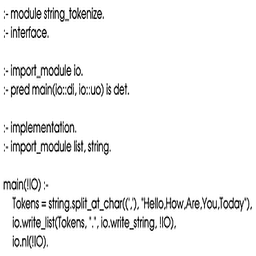 :- module string_tokenize.
:- interface.

:- import_module io.
:- pred main(io::di, io::uo) is det.

:- implementation.
:- import_module list, string.

main(!IO) :-
    Tokens = string.split_at_char((','), "Hello,How,Are,You,Today"),
    io.write_list(Tokens, ".", io.write_string, !IO),
    io.nl(!IO).